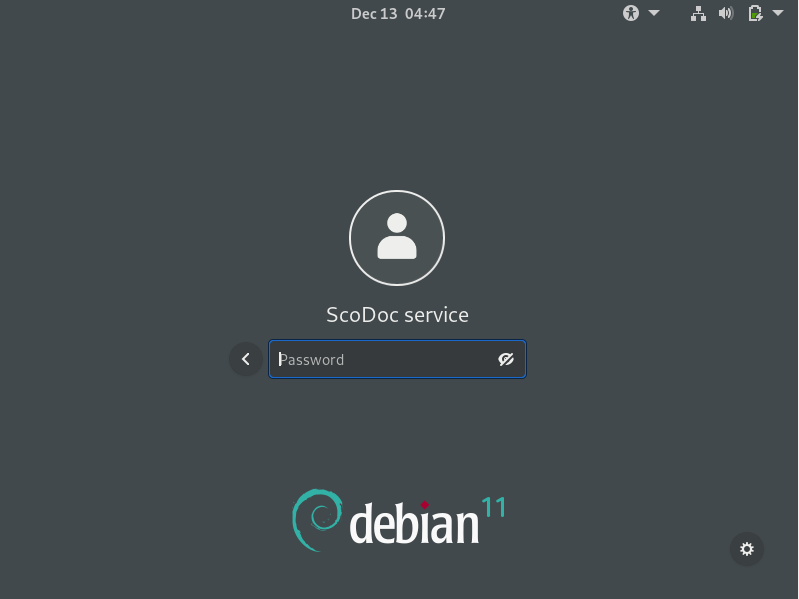 Dec 13 04:47
ScoDoc service
Password
debian 11